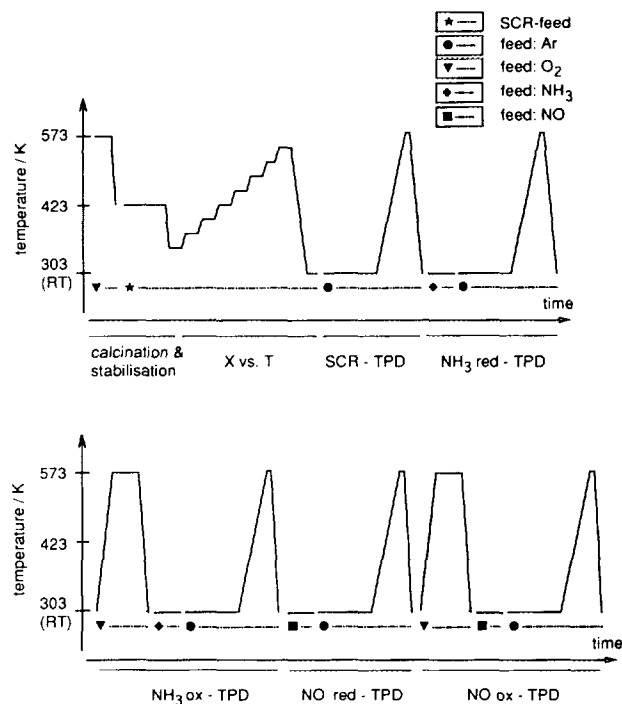 SCR-feed
feed: Ar
feed: O2
feed: NH3
feed: NO
temperature / K
573
423
303
(RT)
time
calcination &
stabilisation
X vs. T
SCR - TPD
NH3 red - TPD
temperature / K
573
423
303
(RT)
time
NH3 ox - TPD
NO red - TPD
NO ox - TPD